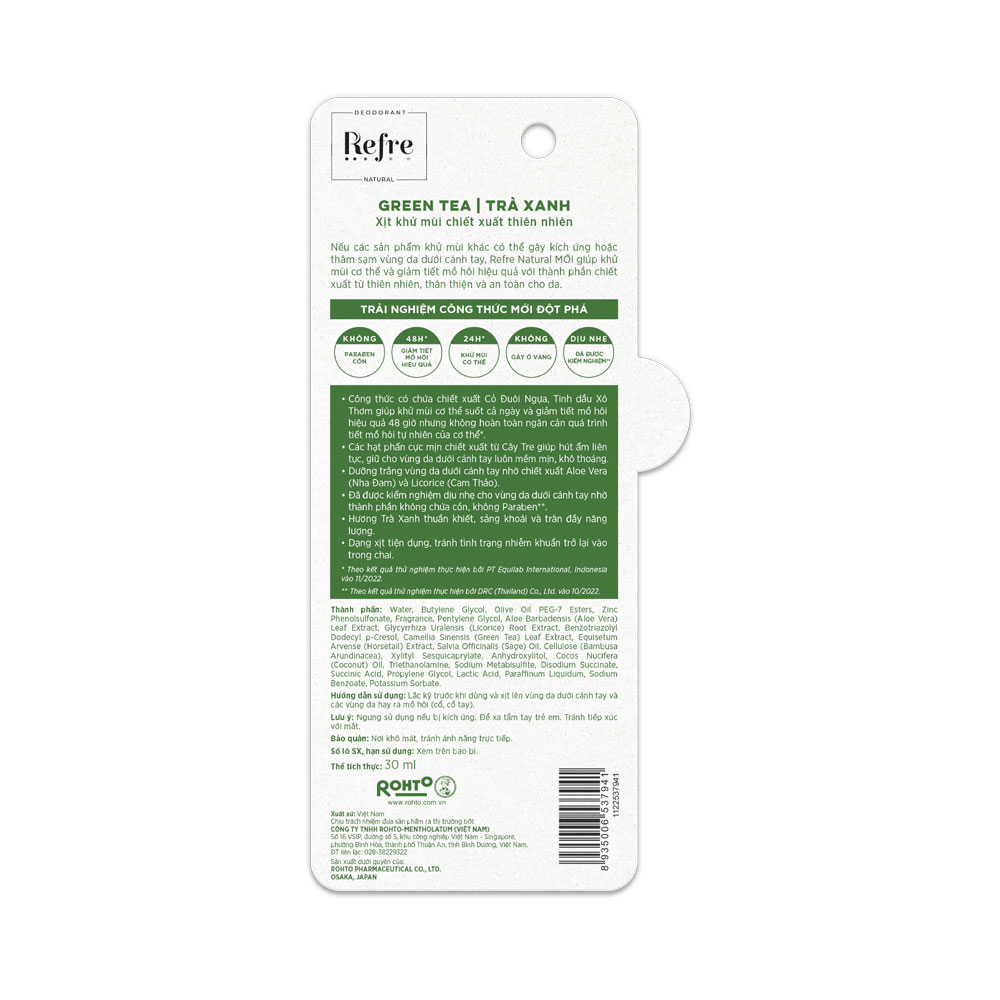 DEODORANT
Refre
NATURAL
GREEN TEA | TRÀ XANH
Xịt khử mùi chiết xuất thiên nhiên
Nếu các sản phẩm khử mùi khác có thể gây kích ứng hoặc
thâm sạm vùng da dưới cánh tay, Refre Natural MỚI giúp khử
mùi cơ thể và giảm tiết mồ hôi hiệu quả với thành phần chiết
xuất từ thiên nhiên, thân thiện và an toàn cho da.
TRẢI NGHIỆM CÔNG THỨC MỚI ĐỘT PHÁ
KHÔNG
PARABEN
CỒN
48H*
GIẢM TIẾT
MỒ HÔI
HIỆU QUẢ
24H*
KHỬ MÙI
CƠ THỂ
KHÔNG
GÂY Ố VÀNG
DỊU NHẸ
ĐÃ ĐƯỢC
KIỂM NGHIỆM**
• Công thức có chứa chiết xuất Cỏ Đuôi Ngựa, Tinh dầu Xô
Thơm giúp khử mùi cơ thể suốt cả ngày và giảm tiết mồ hôi
hiệu quả 48 giờ nhưng không hoàn toàn ngăn cản quá trình
tiết mồ hôi tự nhiên của cơ thể*.
• Các hạt phấn cực mịn chiết xuất từ Cây Tre giúp hút ẩm liên
tục, giữ cho vùng da dưới cánh tay luôn mềm mịn, khô thoáng.
• Dưỡng trắng vùng da dưới cánh tay nhờ chiết xuất Aloe Vera
(Nha Đam) và Licorice (Cam Thảo).
• Đã được kiểm nghiệm dịu nhẹ cho vùng da dưới cánh tay nhờ
thành phần không chứa cồn, không Paraben**.
• Hương Trà Xanh thuần khiết, sảng khoái và tràn đầy năng
lượng.
• Dạng xịt tiện dụng, tránh tình trạng nhiễm khuẩn trở lại vào
trong chai.
* Theo kết quả thử nghiệm thực hiện bởi PT Equilab International, Indonesia
vào 11/2022.
** Theo kết quả thử nghiệm thực hiện bởi DRC (Thailand) Co., Ltd. vào 10/2022.
Thành phần: Water, Butylene Glycol, Olive Oil PEG-7 Esters, Zinc
Phenolsulfonate, Fragrance, Pentylene Glycol, Aloe Barbadensis (Aloe Vera)
Leaf Extract, Glycyrrhiza Uralensis (Licorice) Root Extract, Benzotriazolyl
Dodecyl p-Cresol, Camellia Sinensis (Green Tea) Leaf Extract, Equisetum
Arvense (Horsetail) Extract, Salvia Officinalis (Sage) Oil, Cellulose (Bambusa
Arundinacea), Xylityl Sesquicaprylate, Anhydroxylitol, Cocos Nucifera
(Coconut) Oil, Triethanolamine, Sodium Metabisulfite, Disodium Succinate,
Succinic Acid, Propylene Glycol, Lactic Acid, Paraffinum Liquidum, Sodium
Benzoate, Potassium Sorbate.
Hướng dẫn sử dụng: Lắc kỹ trước khi dùng và xịt lên vùng da dưới cánh tay và
các vùng da hay ra mồ hôi (cổ, cổ tay).
Lưu ý: Ngưng sử dụng nếu bị kích ứng. Để xa tầm tay trẻ em. Tránh tiếp xúc
với mắt.
Bảo quản: Nơi khô mát, tránh ánh nắng trực tiếp.
Số lô SX, hạn sử dụng: Xem trên bao bì.
Thể tích thực: 30 ml
ROHTO
www.rohto.com.vn
Xuất xứ: Việt Nam
Chịu trách nhiệm đưa sản phẩm ra thị trường bởi:
CÔNG TY TNHH ROHTO-MENTHOLATUM (VIỆT NAM)
Số 16 VSIP, đường số 5, khu công nghiệp Việt Nam - Singapore,
phường Bình Hòa, thành phố Thuận An, tỉnh Bình Dương, Việt Nam.
ĐT liên lạc: 028-38229322
Sản xuất dưới quyền của:
ROHTO PHARMACEUTICAL CO., LTD.
OSAKA, JAPAN
8 935006 537941
1122537941